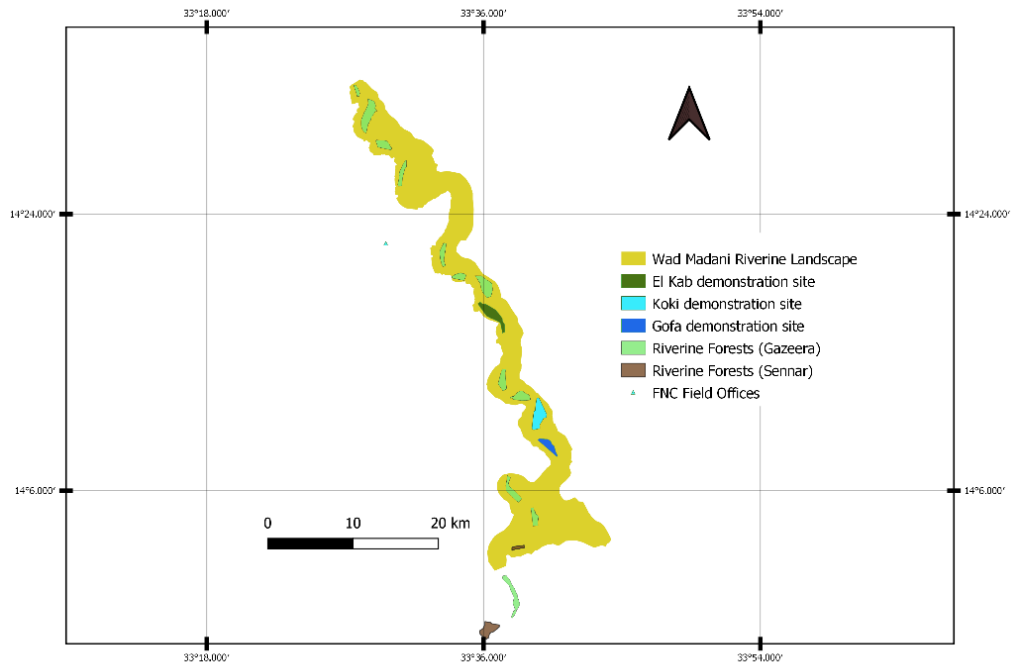 33°18.000′ 33°36.000′ 33°54.000′
14°24.000′ 14°24.000′
Wad Madani Riverine Landscape
El Kab demonstration site
Koki demonstration site
Gofa demonstration site
Riverine Forests (Gazeera)
Riverine Forests (Sennar)
FNC Field Offices
14°6.000′ 14°6.000′
0 10 20 km
33°18.000′ 33°36.000′ 33°54.000′